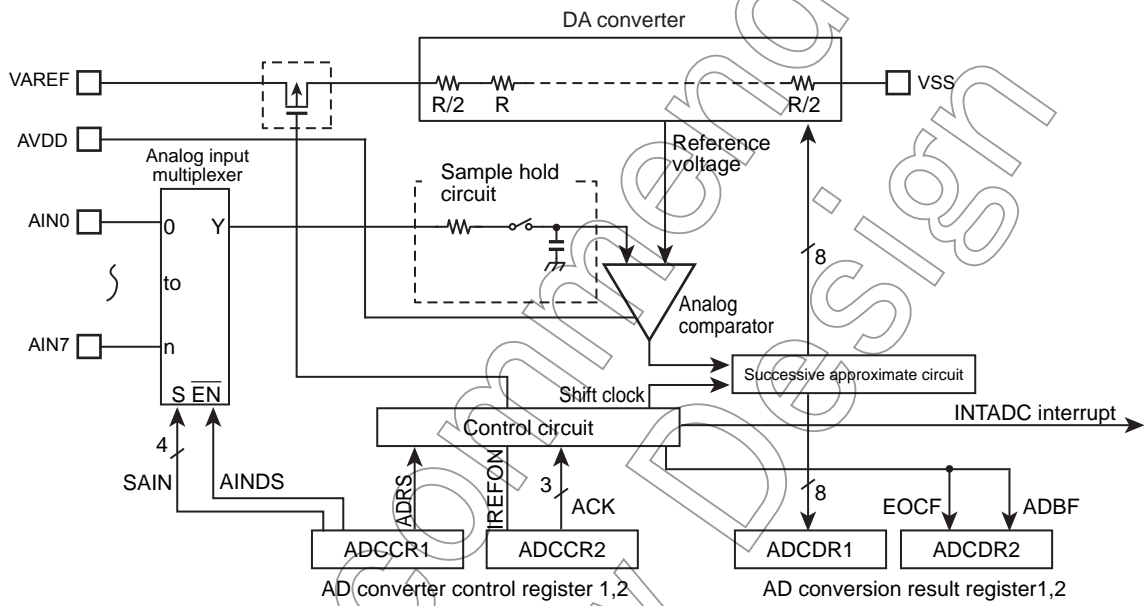 DA converter
VAREF
R/2
R
R/2
VSS
AVDD
Analog input
multiplexer
Reference
voltage
Sample hold
circuit
AIN0
0
Y
to
8
Analog
comparator
AIN7
n
S EN
Successive approximate circuit
Shift clock
INTADC interrupt
Control circuit
4
SAIN
AINDS
ADRS
IREFON
3
ACK
8
EOCF
ADBF
ADCCR1
ADCCR2
ADCDR1
ADCDR2
AD converter control register 1,2
AD conversion result register1,2